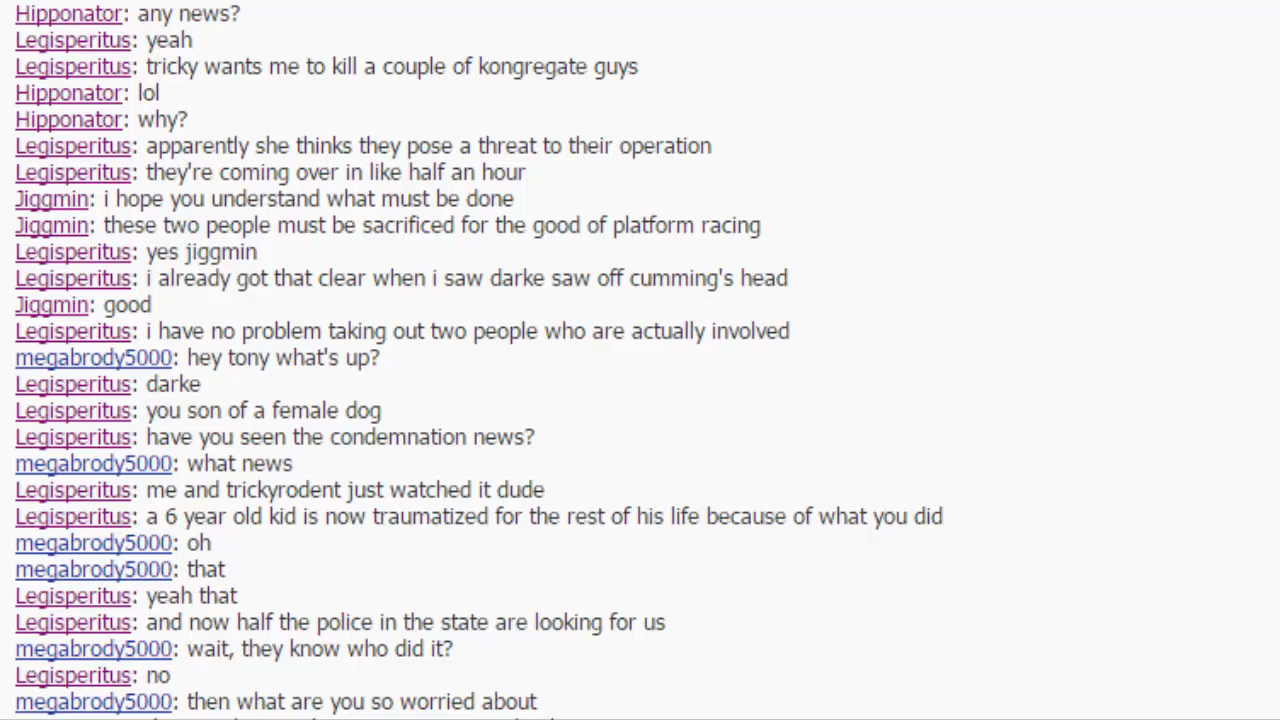 Hipponator: any news?
Legisperitus: yeah
Legisperitus: tricky wants me to kill a couple of kongregate guys
Hipponator: lol
Hipponator: why?
Legisperitus: apparently she thinks they pose a threat to their operation
Legisperitus: they're coming over in like half an hour
Jiggmin: i hope you understand what must be done
Jiggmin: these two people must be sacrificed for the good of platform racing
Legisperitus: yes jiggmin
Legisperitus: i already got that clear when i saw darke saw off cumming's head
Jiggmin: good
Legisperitus: i have no problem taking out two people who are actually involved
megabrody5000: hey tony what's up?
Legisperitus: darke
Legisperitus: you son of a female dog
Legisperitus: have you seen the condemnation news?
megabrody5000: what news
Legisperitus: me and trickyrodent just watched it dude
Legisperitus: a 6 year old kid is now traumatized for the rest of his life because of what you did
megabrody5000: oh
megabrody5000: that
Legisperitus: yeah that
Legisperitus: and now half the police in the state are looking for us
megabrody5000: wait, they know who did it?
Legisperitus: no
megabrody5000: then what are you so worried about